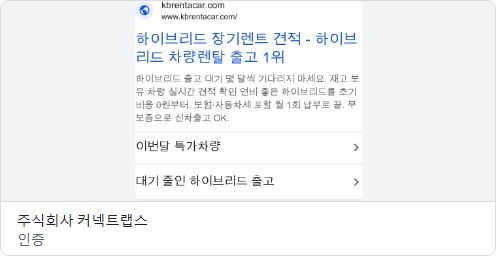 kbrentacar.com
www.kbrentacar.com/
하이브리드 장기렌트 견적 - 하이브
리드 차량렌탈 출고 1위
하이브리드 출고 대기 몇 달씩 기다리지 마세요. 재고 보
유 차량 실시간 견적 확인 연비 좋은 하이브리드를 초기
비용 0원부터. 보험·자동차세 포함 월 1회 납부로 끝. 무
보증으로 신차출고 OK.
이번달 특가차량
대기 줄인 하이브리드 출고
주식회사 커넥트랩스
인증